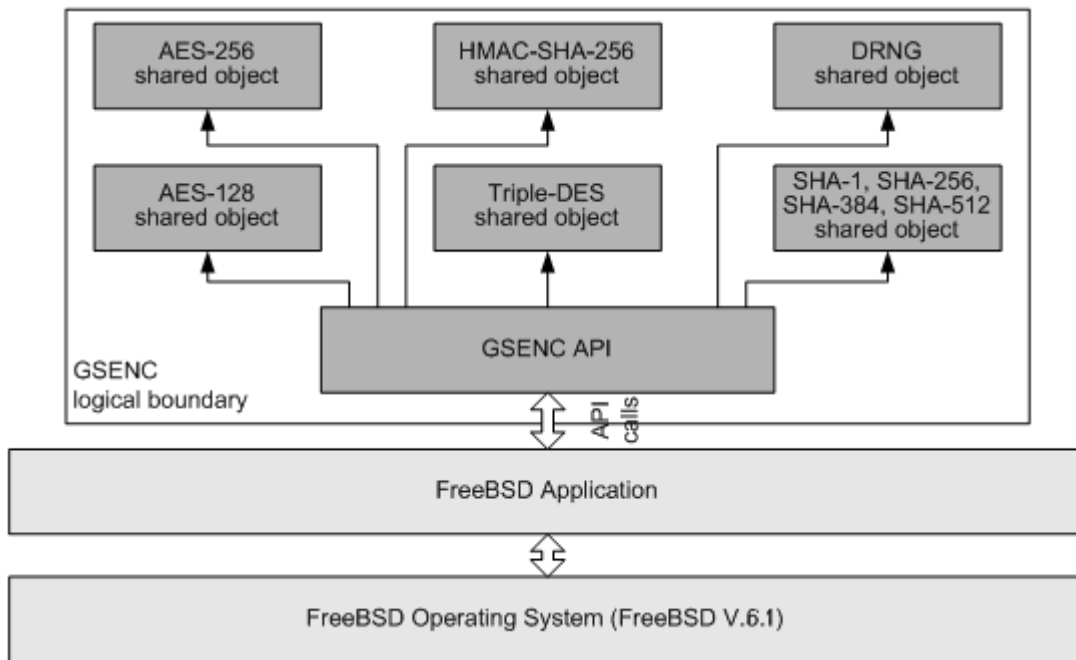 AES-256
shared object
HMAC-SHA-256
shared object
DRNG
shared object
AES-128
shared object
Triple-DES
shared object
SHA-1, SHA-256,
SHA-384, SHA-512
shared object
GSENC API
GSENC
logical boundary
API
calls
FreeBSD Application
FreeBSD Operating System (FreeBSD V.6.1)